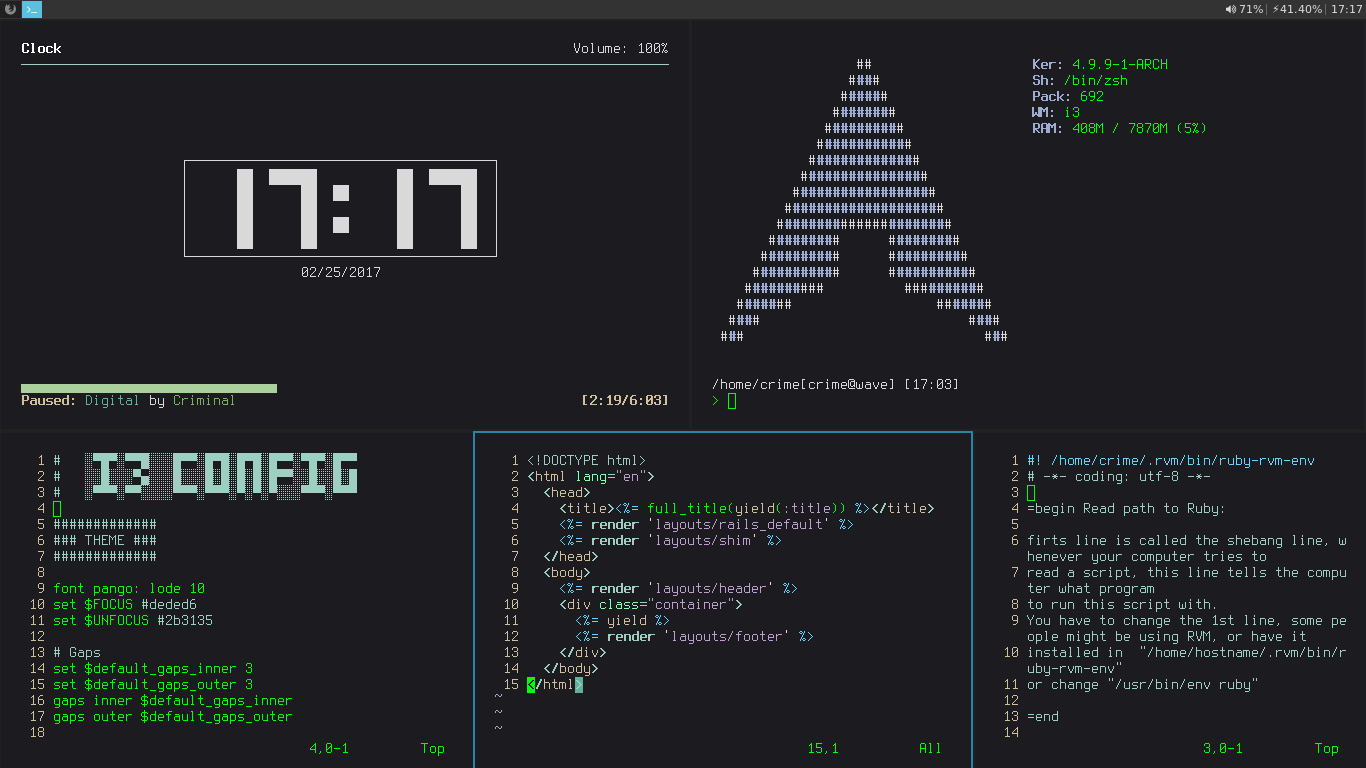 71% ⚡41.40% 17:17
Clock Volume: 100%
17:17
02/25/2017
Paused: Digital by Criminal [2:19/6:03]
##
####
######
########
##########
############
##############
################
##################
####################
######################
######### #########
########## ##########
########### ###########
########## ##########
####### #######
#### ####
### ###
Ker: 4.9.9-1-ARCH
Sh: /bin/zsh
Pack: 692
WM: i3
RAM: 408M / 7870M (5%)
/home/crime[crime@wave] [17:03]
>
1 #
2 # I3 CONFIG
3 #
4
5 #############
6 ### THEME ###
7 #############
8
9 font pango: lode 10
10 set $FOCUS #deded6
11 set $UNFOCUS #2b3135
12
13 # Gaps
14 set $default_gaps_inner 3
15 set $default_gaps_outer 3
16 gaps inner $default_gaps_inner
17 gaps outer $default_gaps_outer
18
4,0-1 Top
1 <!DOCTYPE html>
2 <html lang="en">
3 <head>
4 <title><%= full_title(yield(:title)) %></title>
5 <%= render 'layouts/rails_default' %>
6 <%= render 'layouts/shim' %>
7 </head>
8 <body>
9 <%= render 'layouts/header' %>
10 <div class="container">
11 <%= yield %>
12 <%= render 'layouts/footer' %>
13 </div>
14 </body>
15 </html>
~
~
~
15,1 All
1 #! /home/crime/.rvm/bin/ruby-rvm-env
2 # -*- coding: utf-8 -*-
3
4 =begin Read path to Ruby:
5
6 firts line is called the shebang line, w
henever your computer tries to
7 read a script, this line tells the compu
ter what program
8 to run this script with.
9 You have to change the 1st line, some pe
ople might be using RVM, or have it
10 installed in "/home/hostname/.rvm/bin/r
uby-rvm-env"
11 or change "/usr/bin/env ruby"
12
13 =end
14
3,0-1 Top